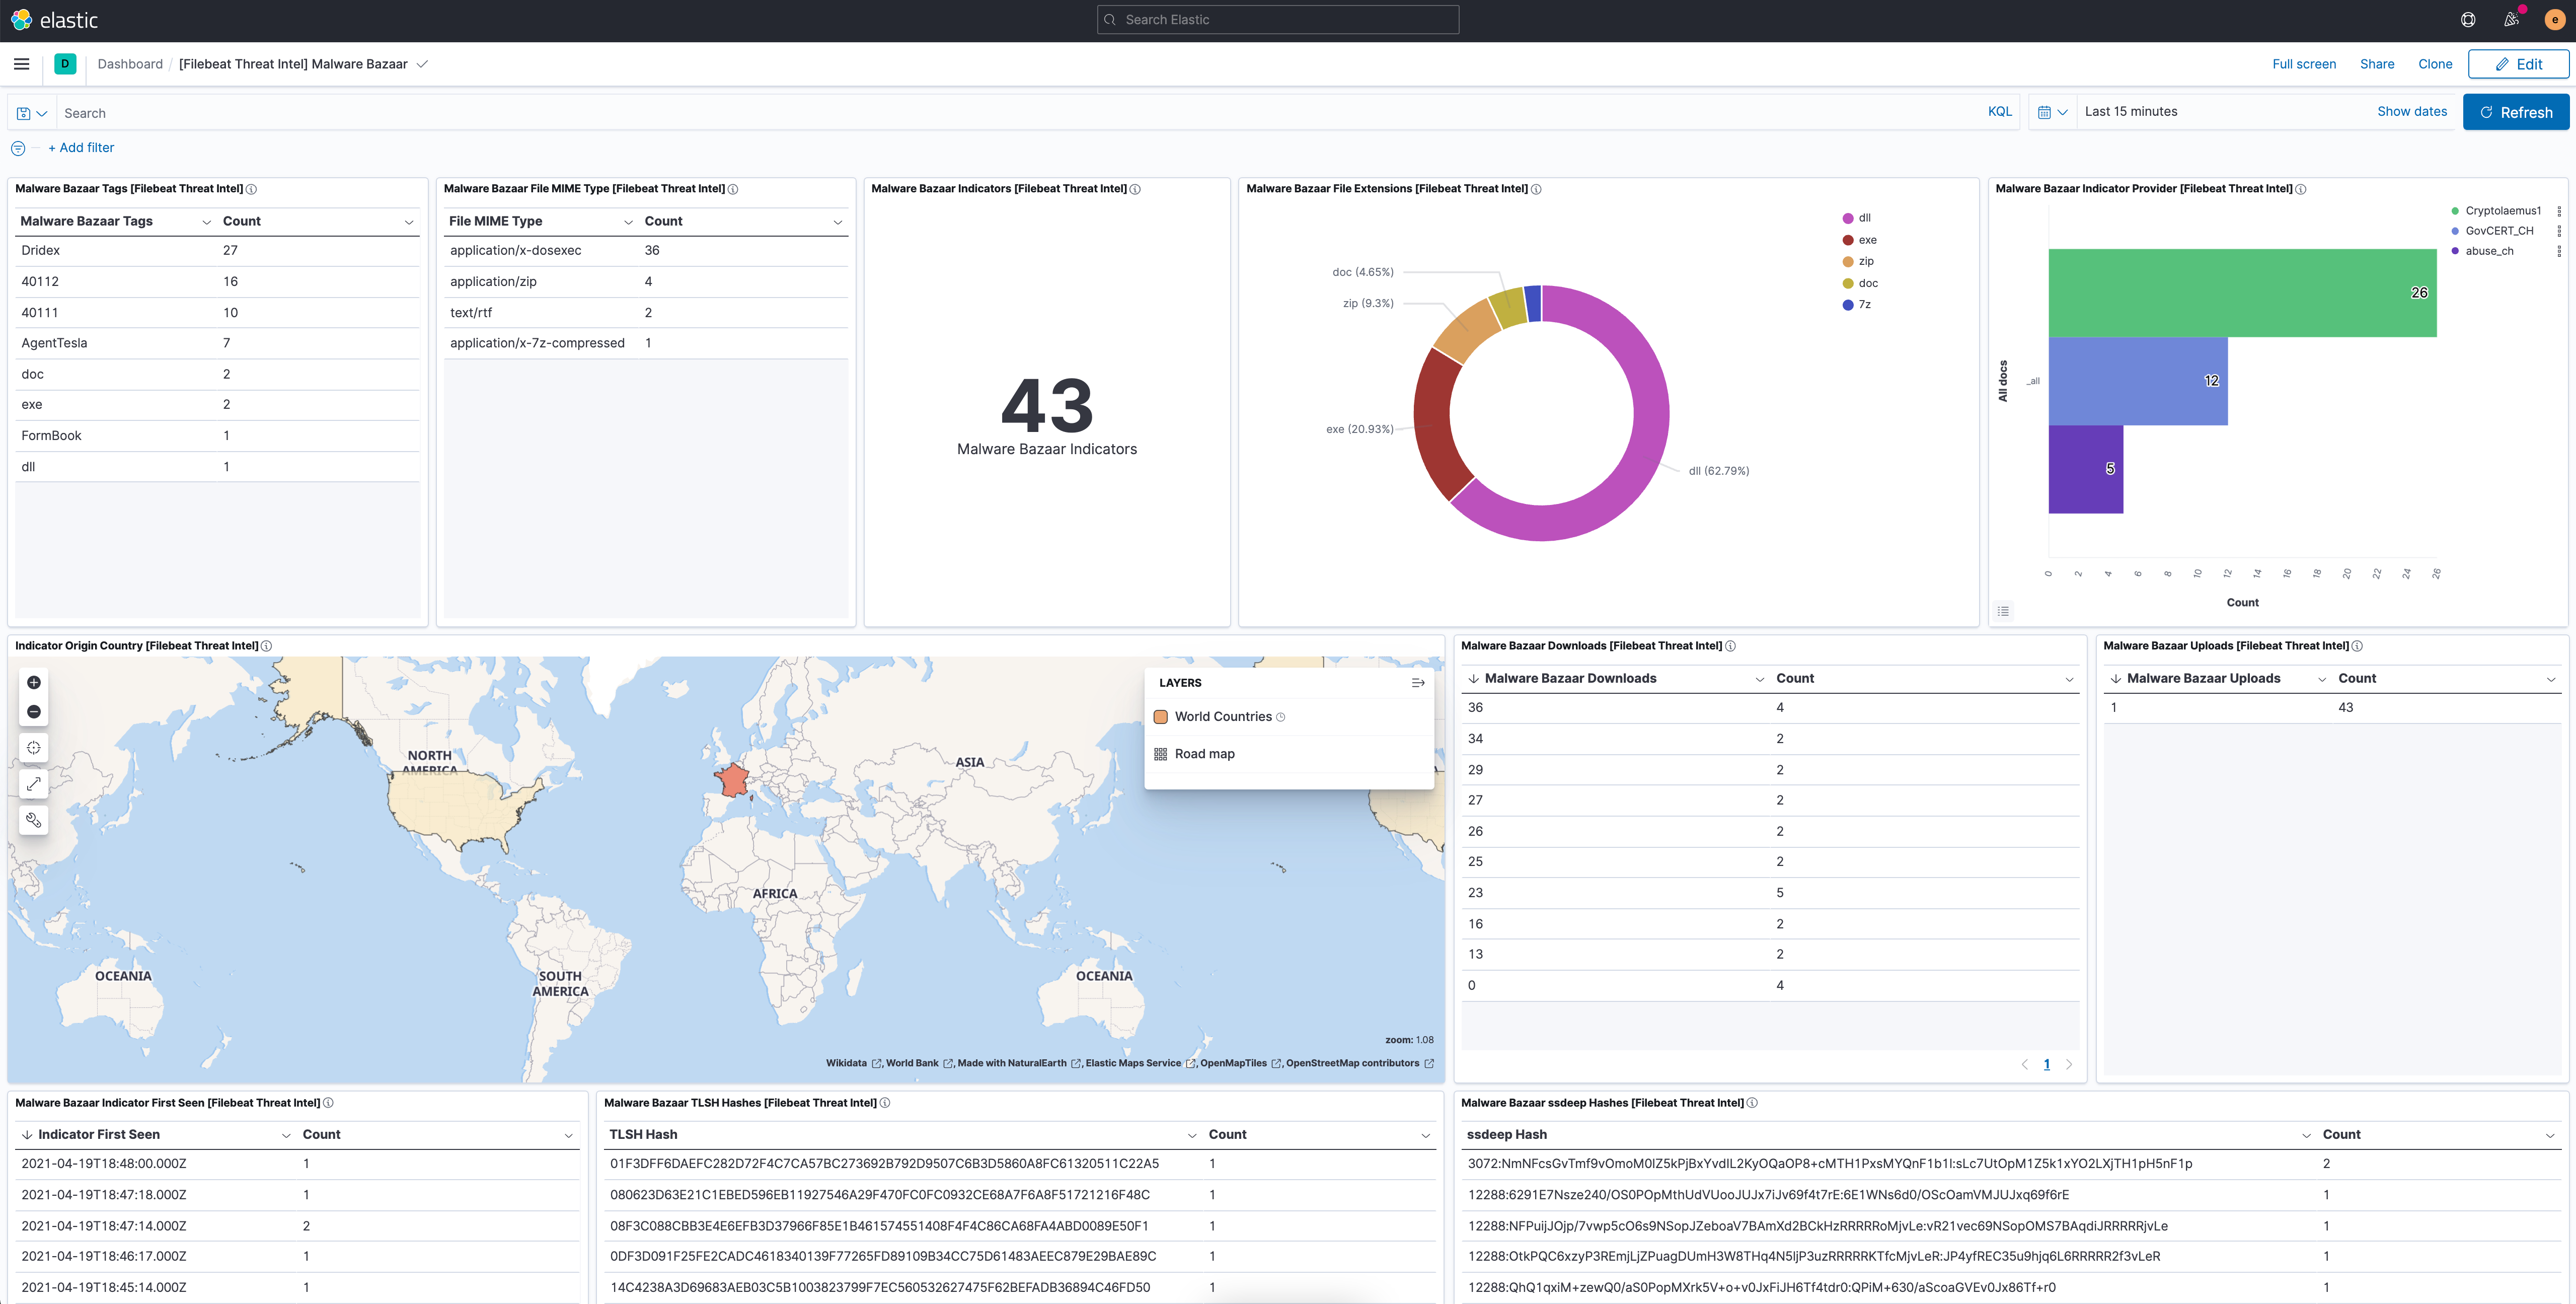 elastic
Search Elastic
e
D
Dashboard / [Filebeat Threat Intel] Malware Bazaar
Full screen
Share
Clone
Edit
Search
KQL
Last 15 minutes
Show dates
Refresh
+ Add filter
Malware Bazaar Tags [Filebeat Threat Intel]
Malware Bazaar Tags Count
Dridex 27
40112 16
40111 10
AgentTesla 7
doc 2
exe 2
FormBook 1
dll 1
Malware Bazaar File MIME Type [Filebeat Threat Intel]
File MIME Type Count
application/x-dosexec 36
application/zip 4
text/rtf 2
application/x-7z-compressed 1
Malware Bazaar Indicators [Filebeat Threat Intel]
43
Malware Bazaar Indicators
Malware Bazaar File Extensions [Filebeat Threat Intel]
dll
exe
zip
doc
7z
doc (4.65%)
zip (9.3%)
exe (20.93%)
dll (62.79%)
Malware Bazaar Indicator Provider [Filebeat Threat Intel]
Cryptolaemus1
GovCERT_CH
abuse_ch
26
12
5
All docs
_all
0 2 4 6 8 10 12 14 16 18 20 22 24 26
Count
Indicator Origin Country [Filebeat Threat Intel]
LAYERS
World Countries
Road map
NORTH
AMERICA
ASIA
AFRICA
OCEANIA
SOUTH
AMERICA
OCEANIA
zoom: 1.08
Wikidata , World Bank , Made with NaturalEarth , Elastic Maps Service , OpenMapTiles , OpenStreetMap contributors
Malware Bazaar Downloads [Filebeat Threat Intel]
Malware Bazaar Downloads Count
36 4
34 2
29 2
27 2
26 2
25 2
23 5
16 2
13 2
0 4
1
Malware Bazaar Uploads [Filebeat Threat Intel]
Malware Bazaar Uploads Count
1 43
Malware Bazaar Indicator First Seen [Filebeat Threat Intel]
Indicator First Seen Count
2021-04-19T18:48:00.000Z 1
2021-04-19T18:47:18.000Z 1
2021-04-19T18:47:14.000Z 2
2021-04-19T18:46:17.000Z 1
2021-04-19T18:45:14.000Z 1
Malware Bazaar TLSH Hashes [Filebeat Threat Intel]
TLSH Hash Count
01F3DFF6DAEFC282D72F4C7CA57BC273692B792D9507C6B3D5860A8FC61320511C22A5 1
080623D63E21C1EBED596EB11927546A29F470FC0FC0932CE68A7F6A8F51721216F48C 1
08F3C088CBB3E4E6EFB3D37966F85E1B461574551408F4F4C86CA68FA4ABD0089E50F1 1
0DF3D091F25FE2CADC4618340139F77265FD89109B34CC75D61483AEEC879E29BAE89C 1
14C4238A3D69683AEB03C5B1003823799F7EC560532627475F62BEFADB36894C46FD50 1
Malware Bazaar ssdeep Hashes [Filebeat Threat Intel]
ssdeep Hash Count
3072:NmNFcsGvTmf9vOmoM0IZ5kPjBxYvdIL2KyOQaOP8+cMTH1PxsMYQnF1b1l:sLc7UtOpM1Z5k1xYO2LXjTH1pH5nF1p 2
12288:6291E7Nsze240/OS0POpMthUdVUooJUJx7iJv69f4t7rE:6E1WNs6d0/OScOamVMJUJxq69f6rE 1
12288:NFPuijJOjp/7vwp5cO6s9NSopJZeboaV7BAmXd2BCkHzRRRRRoMjvLe:vR21vec69NSopOMS7BAqdiJRRRRRjvLe 1
12288:OtkPQC6xzyP3REmjLjZPuagDUmH3W8THq4N5ljP3uzRRRRRKTfcMjvLeR:JP4yfREC35u9hjq6L6RRRRR2f3vLeR 1
12288:QhQ1qxiM+zewQ0/aS0PopMXrk5V+o+v0JxFiJH6Tf4tdr0:QPiM+630/aScoaGVEv0Jx86Tf+r0 1